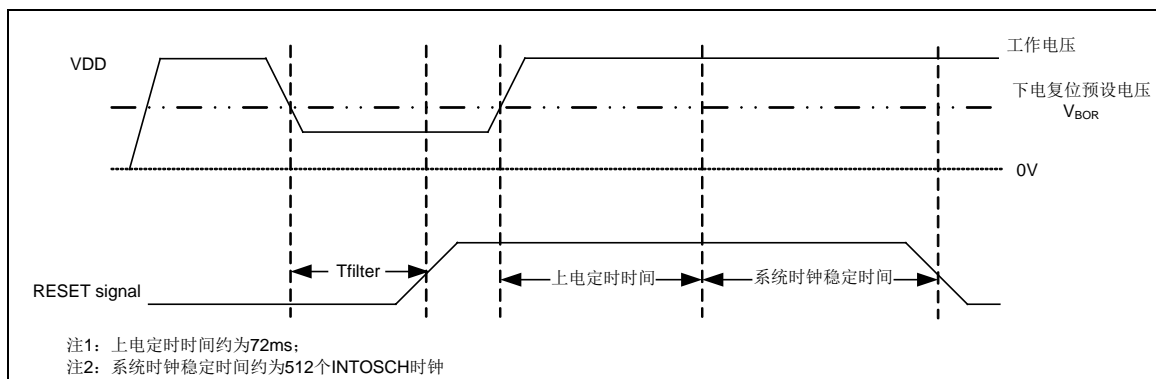 VDD
工作电压
下电复位预设电压
VBOR
0V
Tfilter
上电定时时间
系统时钟稳定时间
RESET signal
注1：上电定时时间约为72ms；
注2：系统时钟稳定时间约为512个INTOSCH时钟